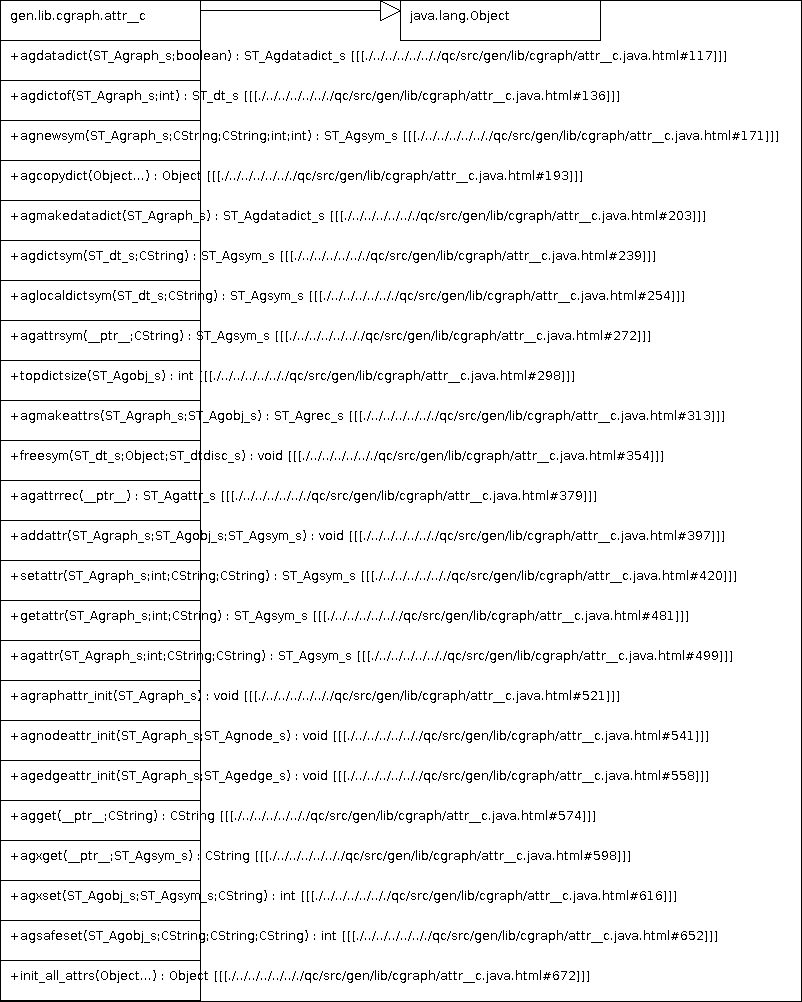 gen.lib.cgraph.attr__c
java.lang.Object
+agdatadict(ST_Agraph_s;boolean) : ST_Agdatadict_s [[[./../../../../../../qc/src/gen/lib/cgraph/attr__c.java.html#117]]]
+agdictof(ST_Agraph_s;int) : ST_dt_s [[[./../../../../../../qc/src/gen/lib/cgraph/attr__c.java.html#136]]]
+agnewsym(ST_Agraph_s;CString;CString;int;int) : ST_Agsym_s [[[./../../../../../../qc/src/gen/lib/cgraph/attr__c.java.html#171]]]
+agcopydict(Object...) : Object [[[./../../../../../../qc/src/gen/lib/cgraph/attr__c.java.html#193]]]
+agmakedatadict(ST_Agraph_s) : ST_Agdatadict_s [[[./../../../../../../qc/src/gen/lib/cgraph/attr__c.java.html#203]]]
+agdictsym(ST_dt_s;CString) : ST_Agsym_s [[[./../../../../../../qc/src/gen/lib/cgraph/attr__c.java.html#239]]]
+aglocaldictsym(ST_dt_s;CString) : ST_Agsym_s [[[./../../../../../../qc/src/gen/lib/cgraph/attr__c.java.html#254]]]
+agattrsym(__ptr__;CString) : ST_Agsym_s [[[./../../../../../../qc/src/gen/lib/cgraph/attr__c.java.html#272]]]
+topdictsize(ST_Agobj_s) : int [[[./../../../../../../qc/src/gen/lib/cgraph/attr__c.java.html#298]]]
+agmakeattrs(ST_Agraph_s;ST_Agobj_s) : ST_Agrec_s [[[./../../../../../../qc/src/gen/lib/cgraph/attr__c.java.html#313]]]
+freesym(ST_dt_s;Object;ST_dtdisc_s) : void [[[./../../../../../../qc/src/gen/lib/cgraph/attr__c.java.html#354]]]
+agattrrec(__ptr__) : ST_Agattr_s [[[./../../../../../../qc/src/gen/lib/cgraph/attr__c.java.html#379]]]
+addattr(ST_Agraph_s;ST_Agobj_s;ST_Agsym_s) : void [[[./../../../../../../qc/src/gen/lib/cgraph/attr__c.java.html#397]]]
+setattr(ST_Agraph_s;int;CString;CString) : ST_Agsym_s [[[./../../../../../../qc/src/gen/lib/cgraph/attr__c.java.html#420]]]
+getattr(ST_Agraph_s;int;CString) : ST_Agsym_s [[[./../../../../../../qc/src/gen/lib/cgraph/attr__c.java.html#481]]]
+agattr(ST_Agraph_s;int;CString;CString) : ST_Agsym_s [[[./../../../../../../qc/src/gen/lib/cgraph/attr__c.java.html#499]]]
+agraphattr_init(ST_Agraph_s) : void [[[./../../../../../../qc/src/gen/lib/cgraph/attr__c.java.html#521]]]
+agnodeattr_init(ST_Agraph_s;ST_Agnode_s) : void [[[./../../../../../../qc/src/gen/lib/cgraph/attr__c.java.html#541]]]
+agedgeattr_init(ST_Agraph_s;ST_Agedge_s) : void [[[./../../../../../../qc/src/gen/lib/cgraph/attr__c.java.html#558]]]
+agget(__ptr__;CString) : CString [[[./../../../../../../qc/src/gen/lib/cgraph/attr__c.java.html#574]]]
+agxget(__ptr__;ST_Agsym_s) : CString [[[./../../../../../../qc/src/gen/lib/cgraph/attr__c.java.html#598]]]
+agxset(ST_Agobj_s;ST_Agsym_s;CString) : int [[[./../../../../../../qc/src/gen/lib/cgraph/attr__c.java.html#616]]]
+agsafeset(ST_Agobj_s;CString;CString;CString) : int [[[./../../../../../../qc/src/gen/lib/cgraph/attr__c.java.html#652]]]
+init_all_attrs(Object...) : Object [[[./../../../../../../qc/src/gen/lib/cgraph/attr__c.java.html#672]]]